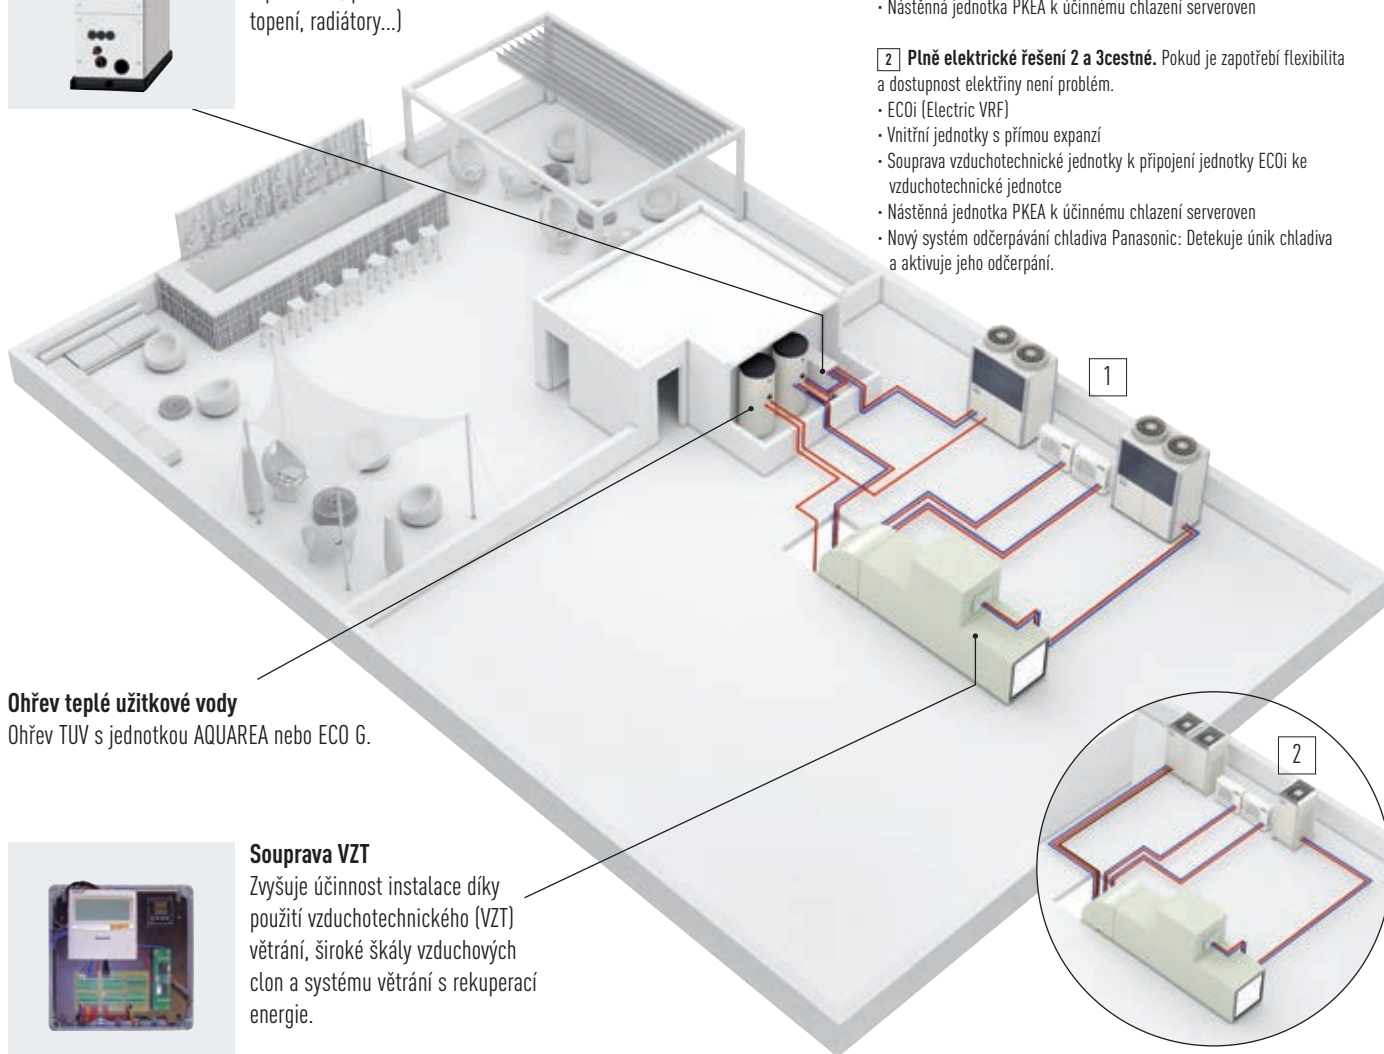 topení, radiátory...)
· Nástěnná jednotka PKEA k účinnému chlazení serveroven
2 Plně elektrické řešení 2 a 3cestné. Pokud je zapotřebí flexibilita
a dostupnost elektřiny není problém.
· ECOi (Electric VRF)
· Vnitřní jednotky s přímou expanzí
· Souprava vzduchotechnické jednotky k připojení jednotky ECOi ke
vzduchotechnické jednotce
· Nástěnná jednotka PKEA k účinnému chlazení serveroven
· Nový systém odčerpávání chladiva Panasonic: Detekuje únik chladiva
a aktivuje jeho odčerpání.
1
Ohřev teplé užitkové vody
Ohřev TUV s jednotkou AQUAREA nebo ECO G.
2
Souprava VZT
Zvyšuje účinnost instalace díky
použití vzduchotechnického (VZT)
větrání, široké škály vzduchových
clon a systému větrání s rekuperací
energie.